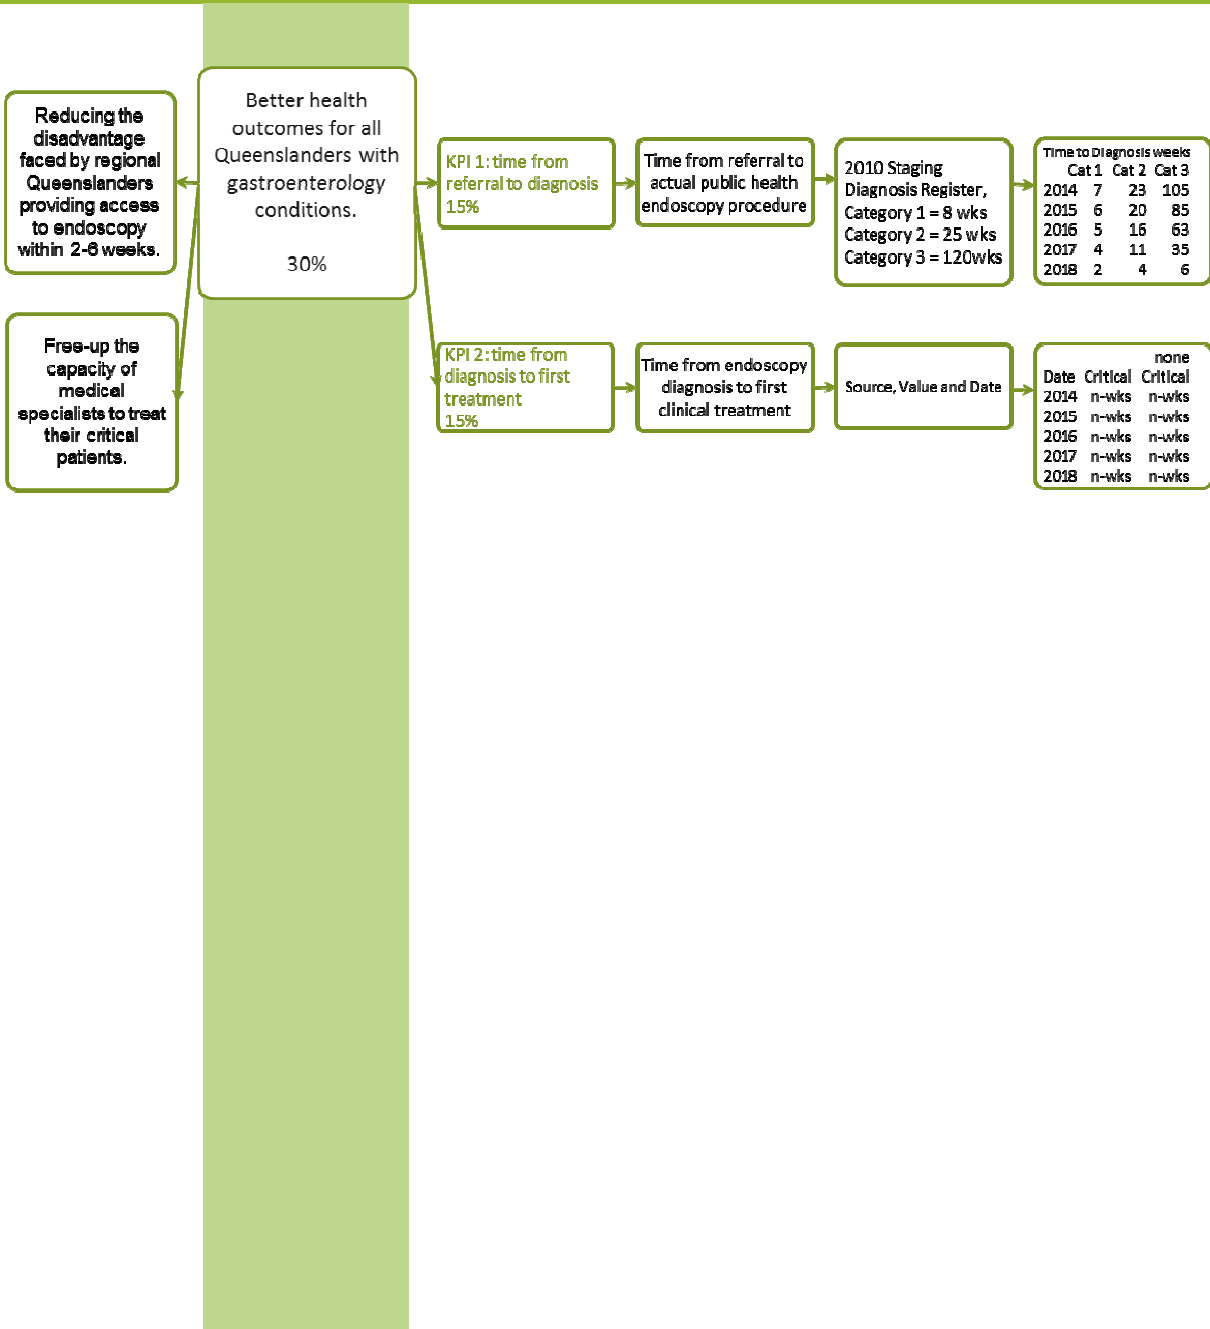 Reducing the
disadvantage
faced by regional
Queenslanders
providing access
to endoscopy
within 2-6 weeks.
Free-up the
capacity of
medical
specialists to treat
their critical
patients.
Better health
outcomes for all
Queenslanders with
gastroenterology
conditions.
30%
KPI 1: time from
referral to diagnosis
15%
Time from referral to
actual public health
endoscopy procedure
2010 Staging
Diagnosis Register,
Category 1 = 8 wks
Category 2 = 25 wks
Category 3 = 120wks
Time to Diagnosis weeks
Cat 1 Cat 2 Cat 3
2014 7 23 105
2015 6 20 85
2016 5 16 63
2017 4 11 35
2018 2 4 6
KPI 2: time from
diagnosis to first
treatment
15%
Time from endoscopy
diagnosis to first
clinical treatment
Source, Value and Date
none
Date Critical Critical
2014 n-wks n-wks
2015 n-wks n-wks
2016 n-wks n-wks
2017 n-wks n-wks
2018 n-wks n-wks